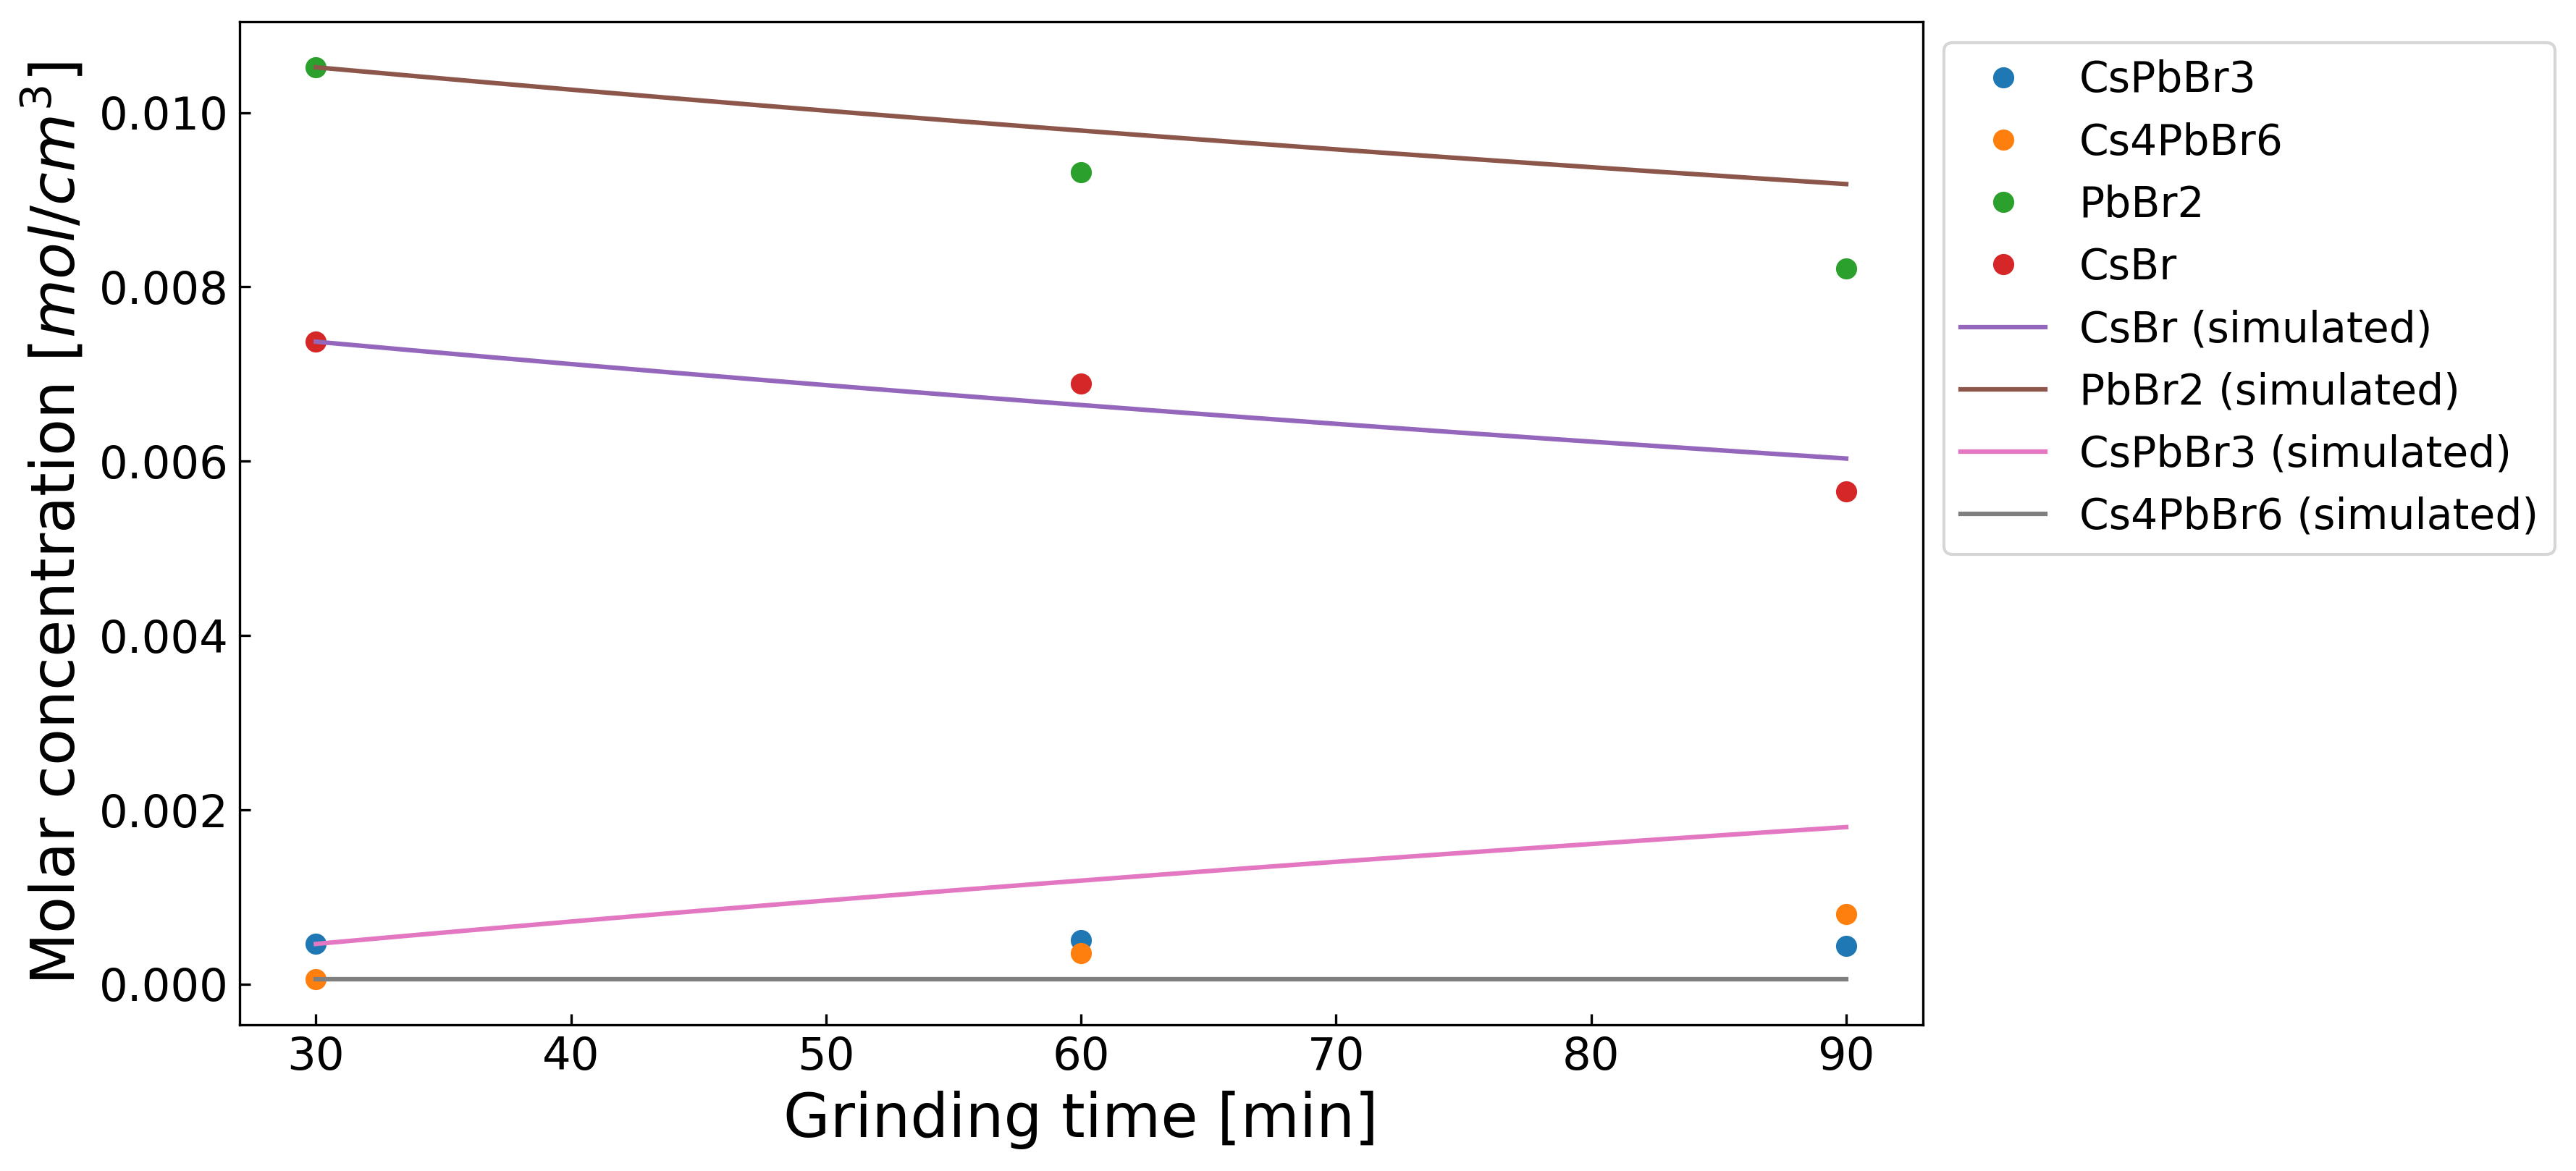 Molar concentration [mol/cm³]
0.010
0.008
0.006
0.004
0.002
0.000
30 40 50 60 70 80 90
Grinding time [min]
CsPbBr3
Cs4PbBr6
PbBr2
CsBr
CsBr (simulated)
PbBr2 (simulated)
CsPbBr3 (simulated)
Cs4PbBr6 (simulated)